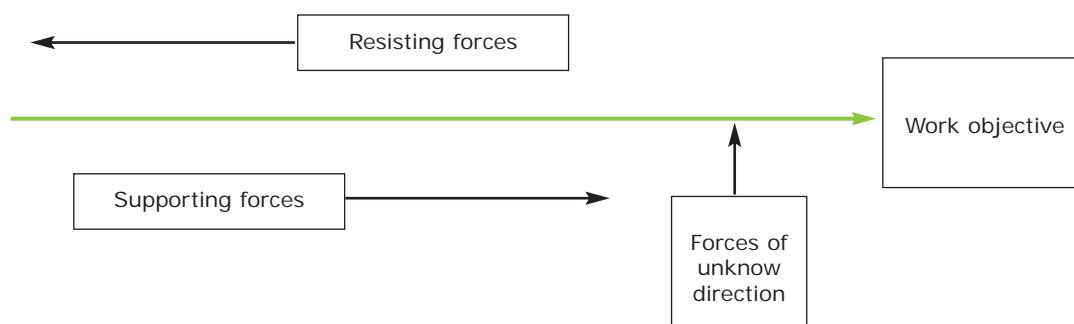 Resisting forces
Work objective
Supporting forces
Forces of
unknow
direction